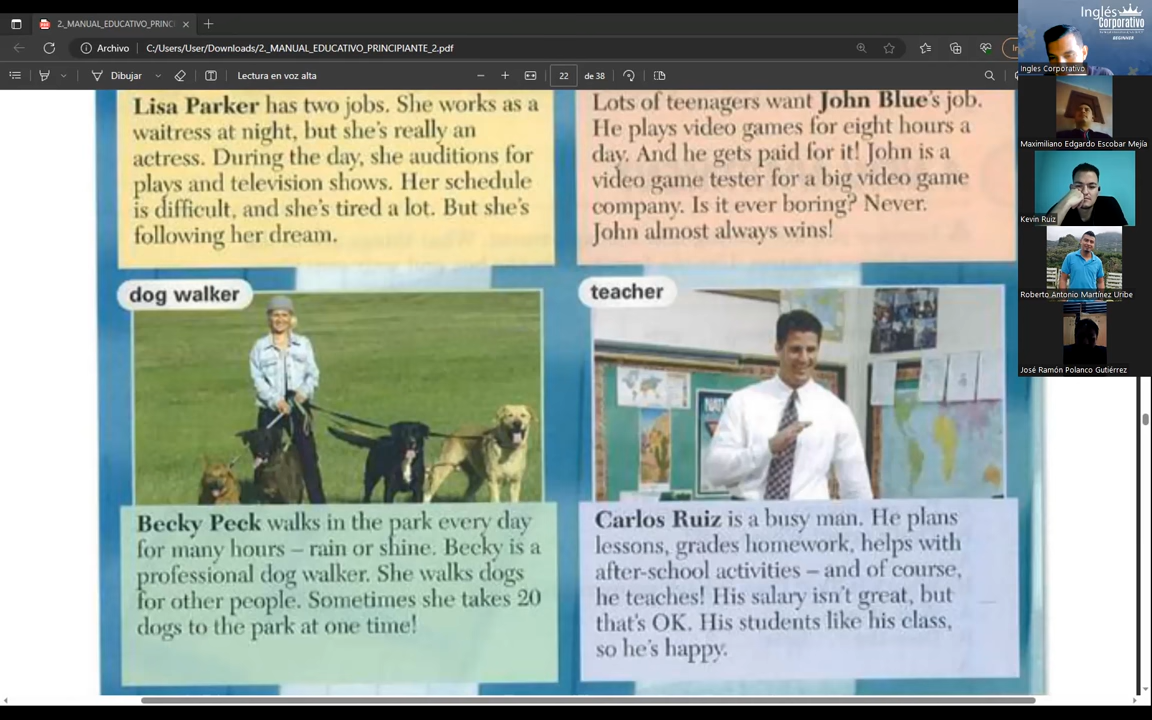 2._MANUAL_EDUCATIVO_PRINCI
Archivo
C:/Users/User/Downloads/2._MANUAL_EDUCATIVO_PRINCIPIANTE_2.pdf
Dibujar
Lectura en voz alta
22
de 38
Lisa Parker has two jobs. She works as a
waitress at night, but she's really an
actress. During the day, she auditions for
plays and television shows. Her schedule
is difficult, and she's tired a lot. But she's
following her dream.
Lots of teenagers want John Blue's job.
He plays video games for eight hours a
day. And he gets paid for it! John is a
video game tester for a big video game
company. Is it ever boring? Never.
John almost always wins!
dog walker
Becky Peck walks in the park every day
for many hours – rain or shine. Becky is a
professional dog walker. She walks dogs
for other people. Sometimes she takes 20
dogs to the park at one time!
teacher
Carlos Ruiz is a busy man. He plans
lessons, grades homework, helps with
after-school activities – and of course,
he teaches! His salary isn't great, but
that's OK. His students like his class,
so he's happy.
Inglés
Corporativo
BEGINNER
Ingles Corporativo
Maximiliano Edgardo Escobar Mejía
Kevin Ruiz
Roberto Antonio Martínez Uribe
José Ramón Polanco Gutiérrez